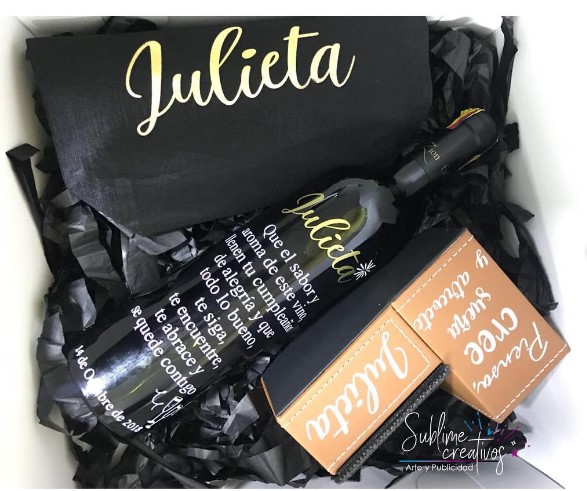 Julieta
Julieta
Que el sabor y
aroma de este vino,
llenen tu cumpleaños
de alegría y que
todo lo bueno,
te siga,
te encuentre,
te abrace y
se quede contigo
14 de Octubre de 2018
Piensa,
cree
sueña
y atrévete
Julieta
Sublime
creativos
Arte y Publicidad